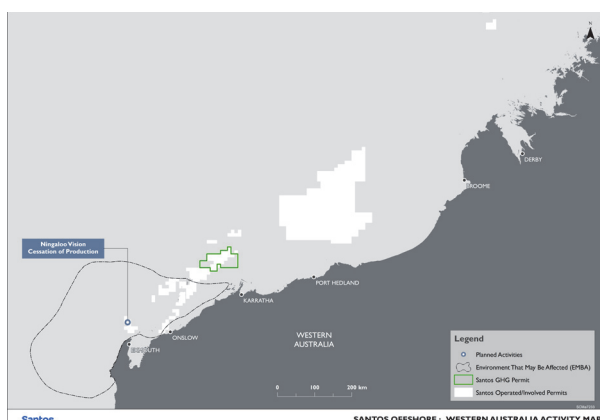 N
DERBY
BROOME
Ningaloo Vision
Cessation of Production
PORT HEDLAND
KARRATHA
ONSLOW
EXMOUTH
WESTERN
AUSTRALIA
Legend
Planned Activities
Environment That May Be Affected (EMBA)
Santos GHG Permit
Santos Operated/Involved Permits
0 100 200 km
Santos
SANTOS OFFSHORE : WESTERN AUSTRALIA ACTIVITY MAP